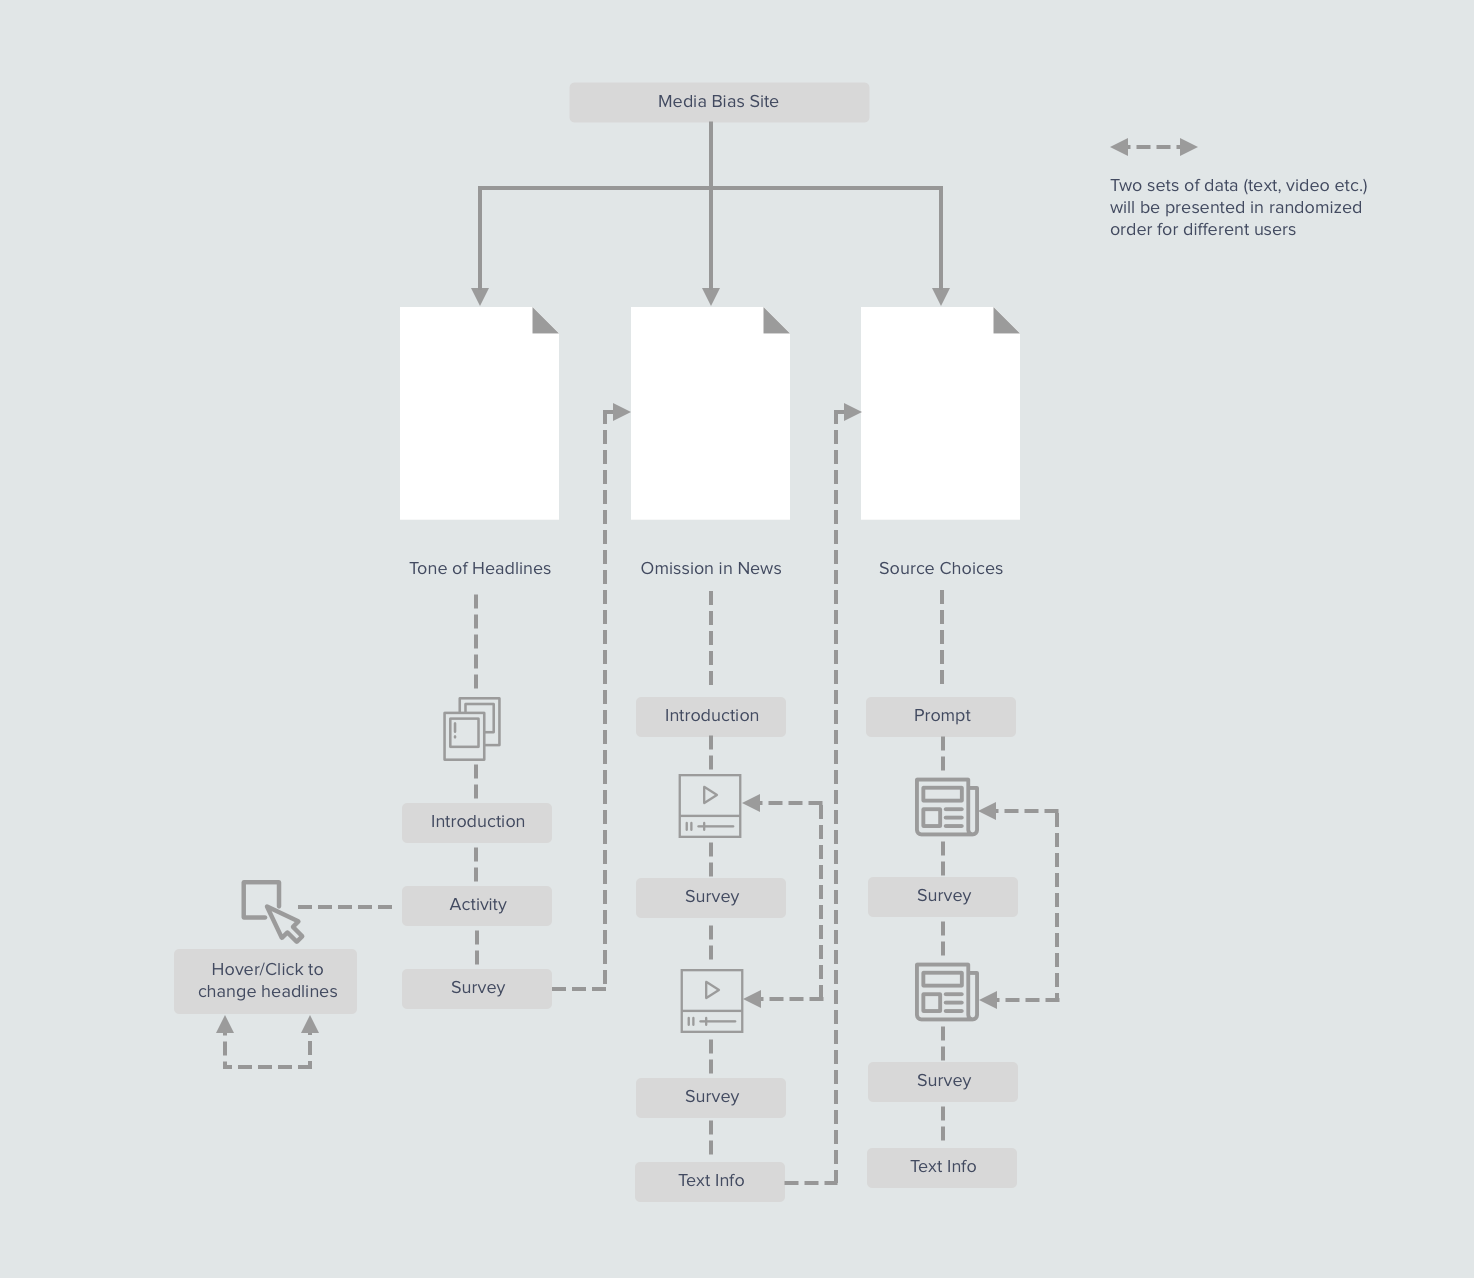 Media Bias Site
Two sets of data (text, video etc.)
will be presented in randomized
order for different users
Tone of Headlines
Omission in News
Source Choices
Introduction
Activity
Survey
Hover/Click to
change headlines
Introduction
Survey
Survey
Text Info
Prompt
Survey
Survey
Text Info